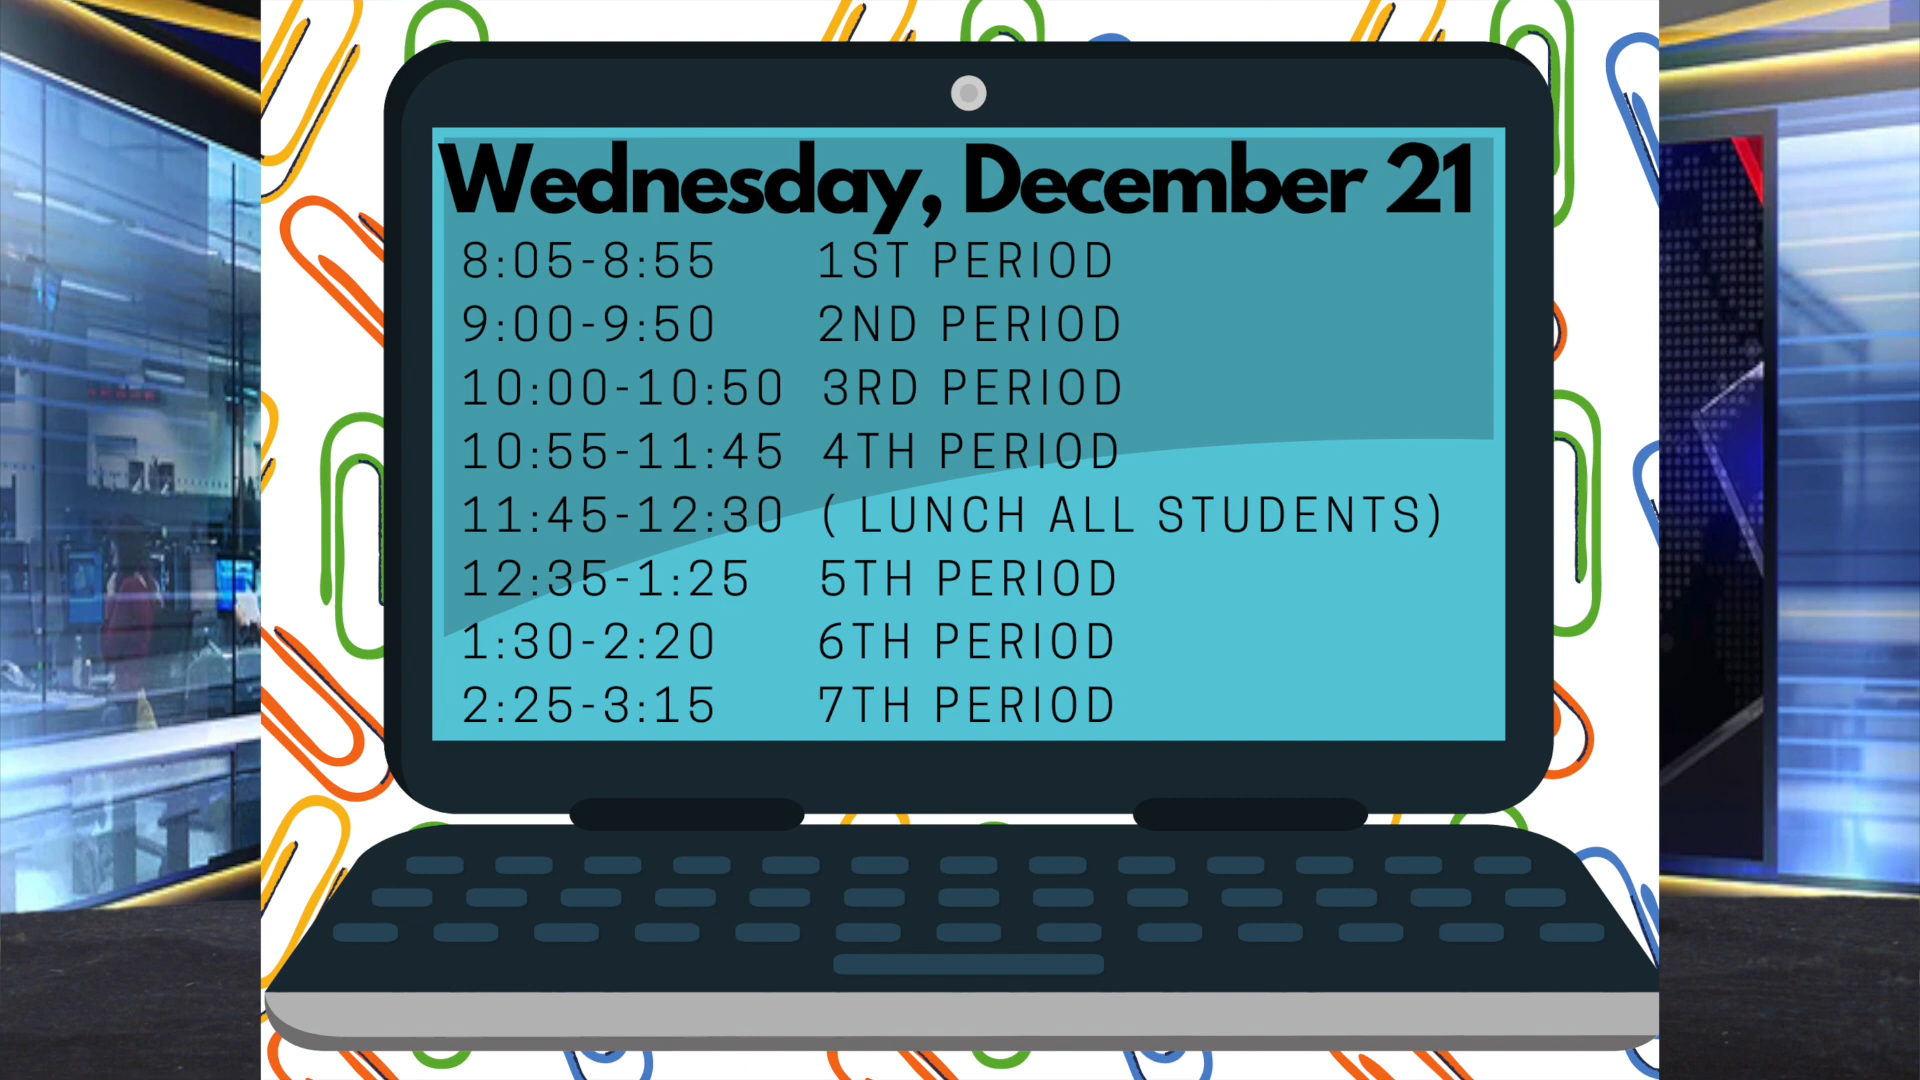 Wednesday, December 21
8:05-8:55 1ST PERIOD
9:00-9:50 2ND PERIOD
10:00-10:50 3RD PERIOD
10:55-11:45 4TH PERIOD
11:45-12:30 ( LUNCH ALL STUDENTS)
12:35-1:25 5TH PERIOD
1:30-2:20 6TH PERIOD
2:25-3:15 7TH PERIOD